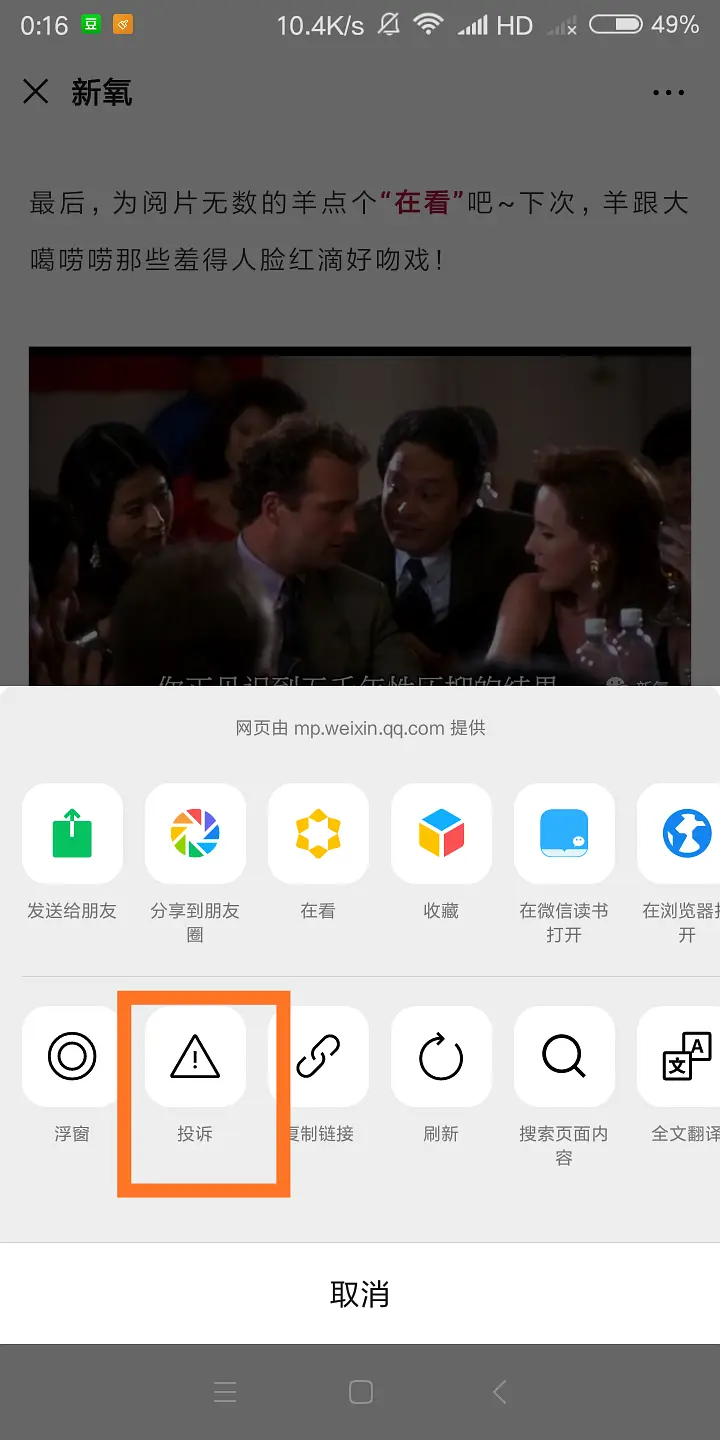 0:16 豆 10.4K/s HD 49%
新氧
最后，为阅片无数的羊点个“在看”吧~下次，羊跟大
噶唠唠那些羞得人脸红滴好吻戏！
网页由 mp.weixin.qq.com 提供
发送给朋友
分享到朋友
圈
在看
收藏
在微信读书
打开
在浏览器
开
浮窗
投诉
复制链接
刷新
搜索页面内
容
文A
全文翻译
取消